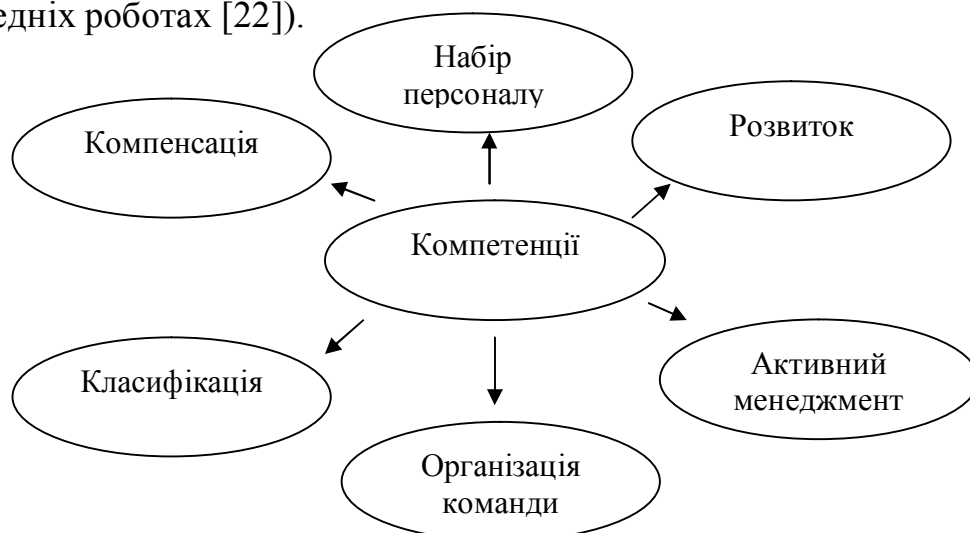 едніх роботах [22]).
Набір
персоналу
Розвиток
Компенсація
Компетенції
Активний
менеджмент
Класифікація
Організація
команди